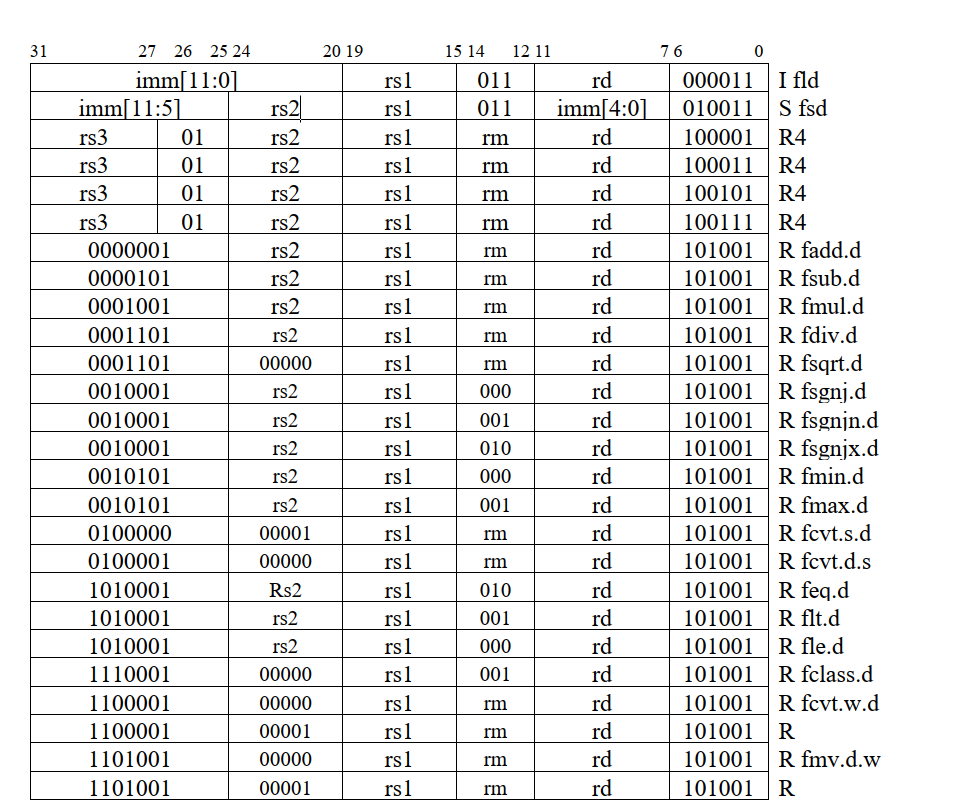 31 27 26 25 24 20 19 15 14 12 11 7 6 0
imm[11:0] rs1 011 rd 000011 I fld
imm[11:5] rs2 rs1 011 imm[4:0] 010011 S fsd
rs3 01 rs2 rs1 rm rd 100001 R4
rs3 01 rs2 rs1 rm rd 100011 R4
rs3 01 rs2 rs1 rm rd 100101 R4
rs3 01 rs2 rs1 rm rd 100111 R4
0000001 rs2 rs1 rm rd 101001 R fadd.d
0000101 rs2 rs1 rm rd 101001 R fsub.d
0001001 rs2 rs1 rm rd 101001 R fmul.d
0001101 rs2 rs1 rm rd 101001 R fdiv.d
0001101 00000 rs1 rm rd 101001 R fsqrt.d
0010001 rs2 rs1 000 rd 101001 R fsgnj.d
0010001 rs2 rs1 001 rd 101001 R fsgnjn.d
0010001 rs2 rs1 010 rd 101001 R fsgnjx.d
0010101 rs2 rs1 000 rd 101001 R fmin.d
0010101 rs2 rs1 001 rd 101001 R fmax.d
0100000 00001 rs1 rm rd 101001 R fcvt.s.d
0100001 00000 rs1 rm rd 101001 R fcvt.d.s
1010001 Rs2 rs1 010 rd 101001 R feq.d
1010001 rs2 rs1 001 rd 101001 R flt.d
1010001 rs2 rs1 000 rd 101001 R fle.d
1110001 00000 rs1 001 rd 101001 R fclass.d
1100001 00000 rs1 rm rd 101001 R fcvt.w.d
1100001 00001 rs1 rm rd 101001 R
1101001 00000 rs1 rm rd 101001 R fmv.d.w
1101001 00001 rs1 rm rd 101001 R